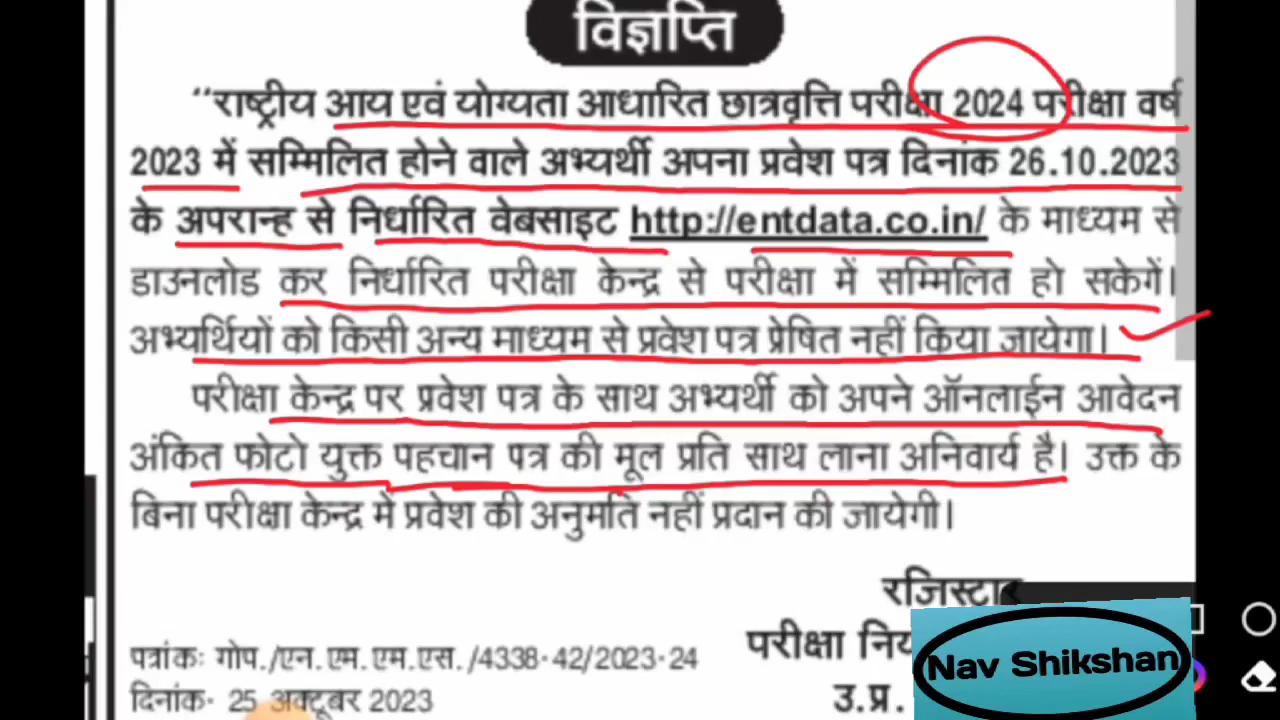 विज्ञप्ति
“राष्ट्रीय आय एवं योग्यता आधारित छात्रवृत्ति परीक्षा 2024 परीक्षा वर्ष
2023 में सम्मिलित होने वाले अभ्यर्थी अपना प्रवेश पत्र दिनांक 26.10.2023
के अपरान्ह से निर्धारित वेबसाइट http://entdata.co.in/ के माध्यम से
डाउनलोड कर निर्धारित परीक्षा केन्द्र से परीक्षा में सम्मिलित हो सकेगें।
अभ्यर्थियों को किसी अन्य माध्यम से प्रवेश पत्र प्रेषित नहीं किया जायेगा।
परीक्षा केन्द्र पर प्रवेश पत्र के साथ अभ्यर्थी को अपने ऑनलाईन आवेदन
अंकित फोटो युक्त पहचान पत्र की मूल प्रति साथ लाना अनिवार्य है। उक्त के
बिना परीक्षा केन्द्र में प्रवेश की अनुमति नहीं प्रदान की जायेगी।
रजिस्ट्रार
परीक्षा
उ.प्र.
पत्रांकः गोप./एन.एम.एम.एस./4338-42/2023-24
दिनांक- 25 अक्टूबर 2023
Nav Shikshan